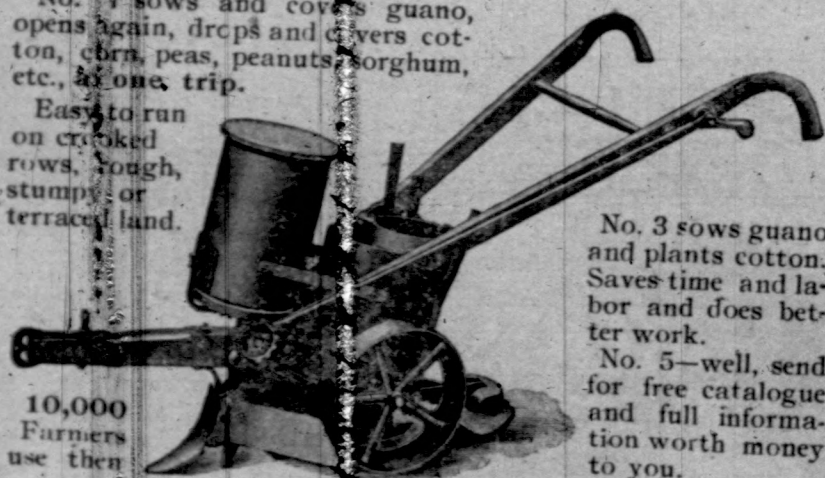 No. 4 sows and covers guano,
opens again, drops and covers cot-
ton, corn, peas, peanuts, sorghum,
etc., at one trip.
Easy to run
on crooked
rows, rough,
stumpy or
terraced land.
No. 3 sows guano
and plants cotton.
Saves time and la-
bor and does bet-
ter work.
No. 5—well, send
for free catalogue
and full informa-
tion worth money
to you.
10,000
Farmers
use then